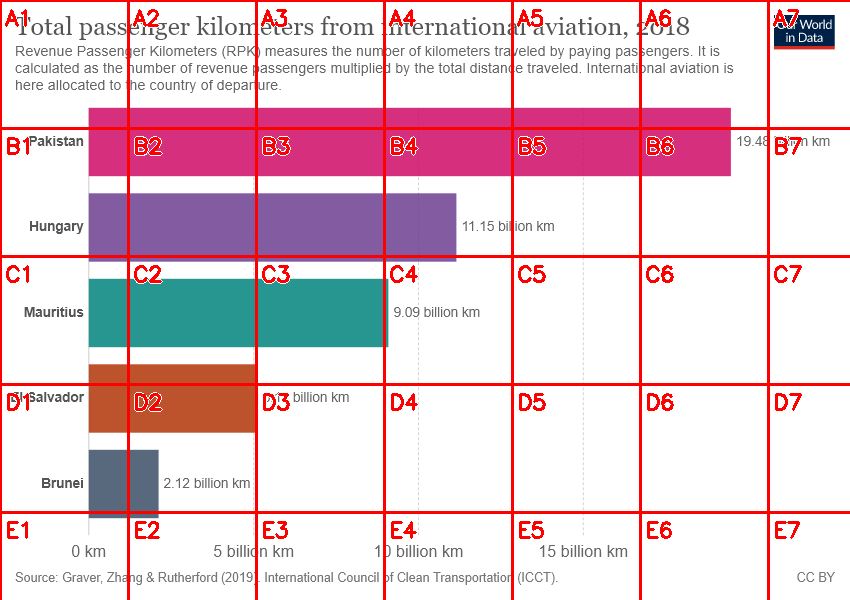 Total passenger kilometers from international aviation, 2018
Our World
in Data
Revenue Passenger Kilometers (RPK) measures the number of kilometers traveled by paying passengers. It is
calculated as the number of revenue passengers multiplied by the total distance traveled. International aviation is
here allocated to the country of departure.
A1 A2 A3 A4 A5 A6 A7
Pakistan 19.48 billion km
B1 B2 B3 B4 B5 B6 B7
Hungary 11.15 billion km
C1 C2 C3 C4 C5 C6 C7
Mauritius 9.09 billion km
El Salvador billion km
D1 D2 D3 D4 D5 D6 D7
Brunei 2.12 billion km
E1 E2 E3 E4 E5 E6 E7
0 km 5 billion km 10 billion km 15 billion km
Source: Graver, Zhang & Rutherford (2019). International Council of Clean Transportation (ICCT).
CC BY